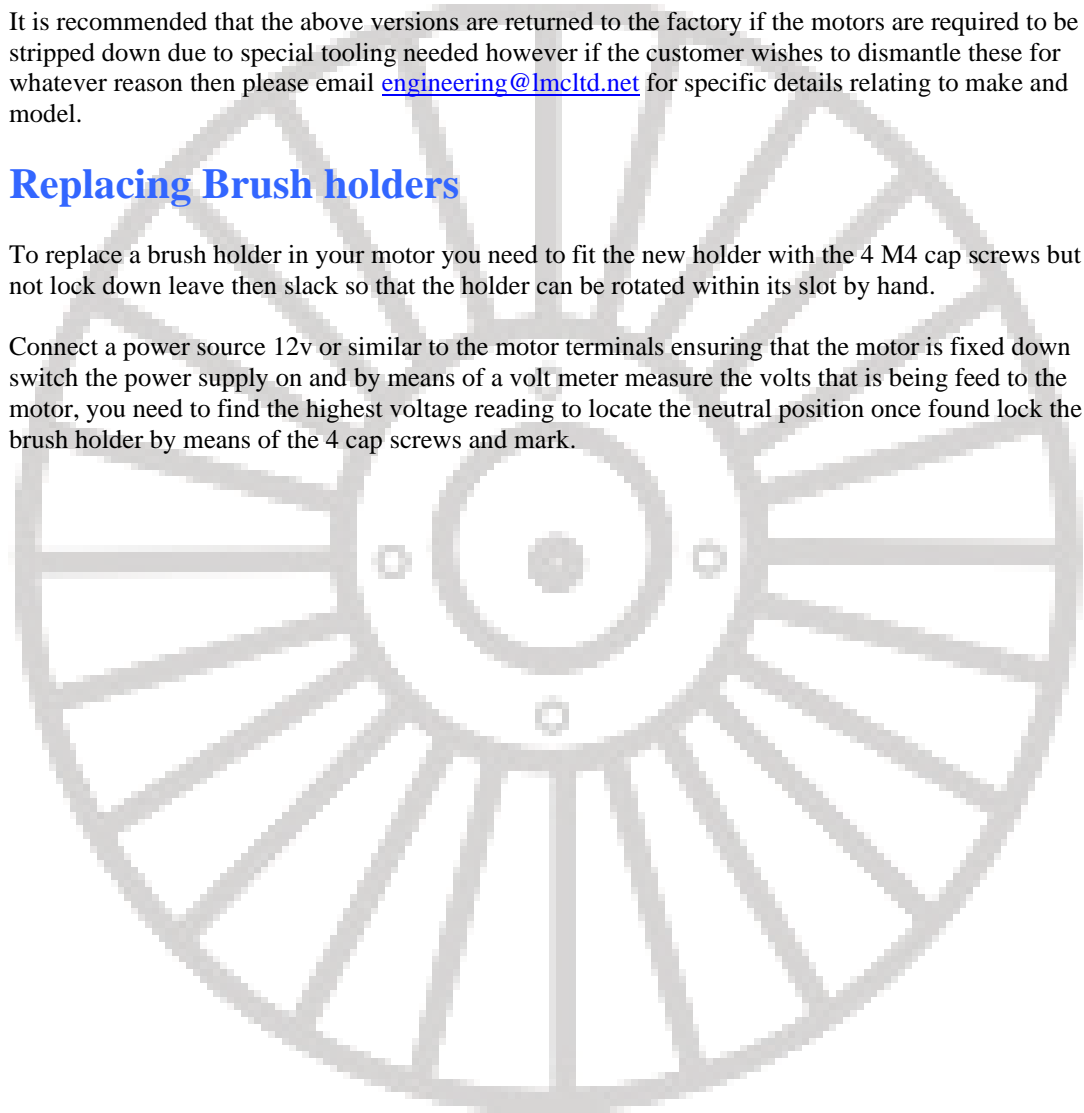 It is recommended that the above versions are returned to the factory if the motors are required to be
stripped down due to special tooling needed however if the customer wishes to dismantle these for
whatever reason then please email engineering@lmcltd.net for specific details relating to make and
model.
Replacing Brush holders
To replace a brush holder in your motor you need to fit the new holder with the 4 M4 cap screws but
not lock down leave then slack so that the holder can be rotated within its slot by hand.
Connect a power source 12v or similar to the motor terminals ensuring that the motor is fixed down
switch the power supply on and by means of a volt meter measure the volts that is being feed to the
motor, you need to find the highest voltage reading to locate the neutral position once found lock the
brush holder by means of the 4 cap screws and mark.